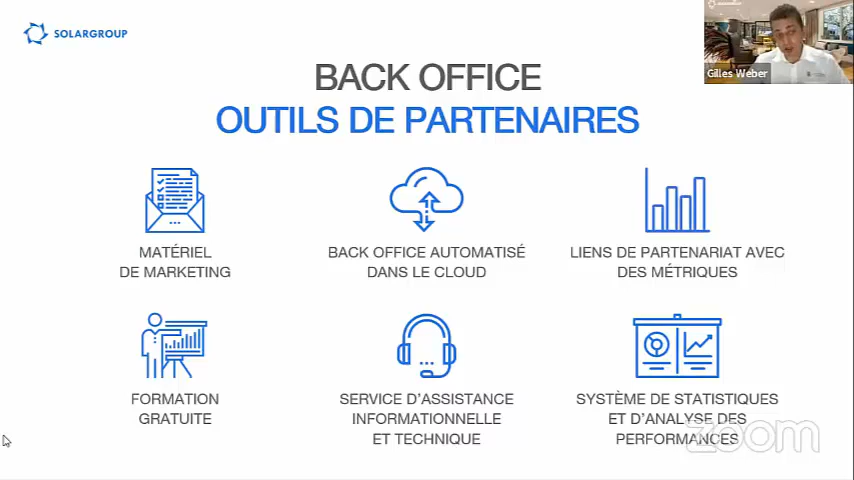 SOLARGROUP
Gilles Weber
BACK OFFICE
OUTILS DE PARTENAIRES
MATÉRIEL
DE MARKETING
BACK OFFICE AUTOMATISÉ
DANS LE CLOUD
LIENS DE PARTENARIAT AVEC
DES MÉTRIQUES
FORMATION
GRATUITE
SERVICE D'ASSISTANCE
INFORMATIONNELLE
ET TECHNIQUE
SYSTÈME DE STATISTIQUES
ET D'ANALYSE DES
PERFORMANCES
zoom